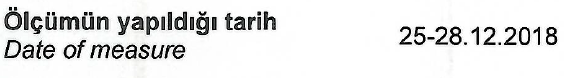 Ölçümün yapıldığı tarih
Date of measure
25-28.12.2018